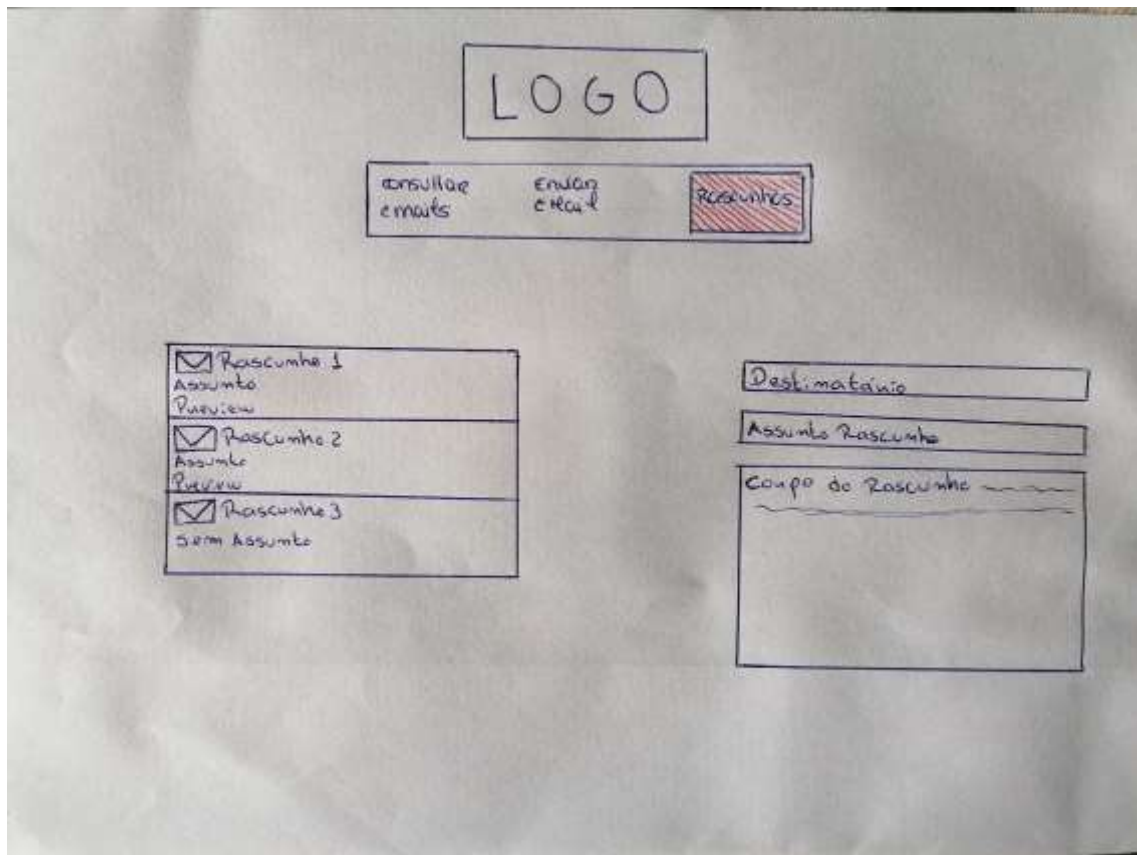 LOGO
consultar
emails
Enviar
email
Rascunhos
Rascunho 1
Assunto
Preview
Rascunho 2
Assunto
Preview
Rascunho 3
Sem Assunto
Destinatário
Assunto Rascunho
Corpo do Rascunho